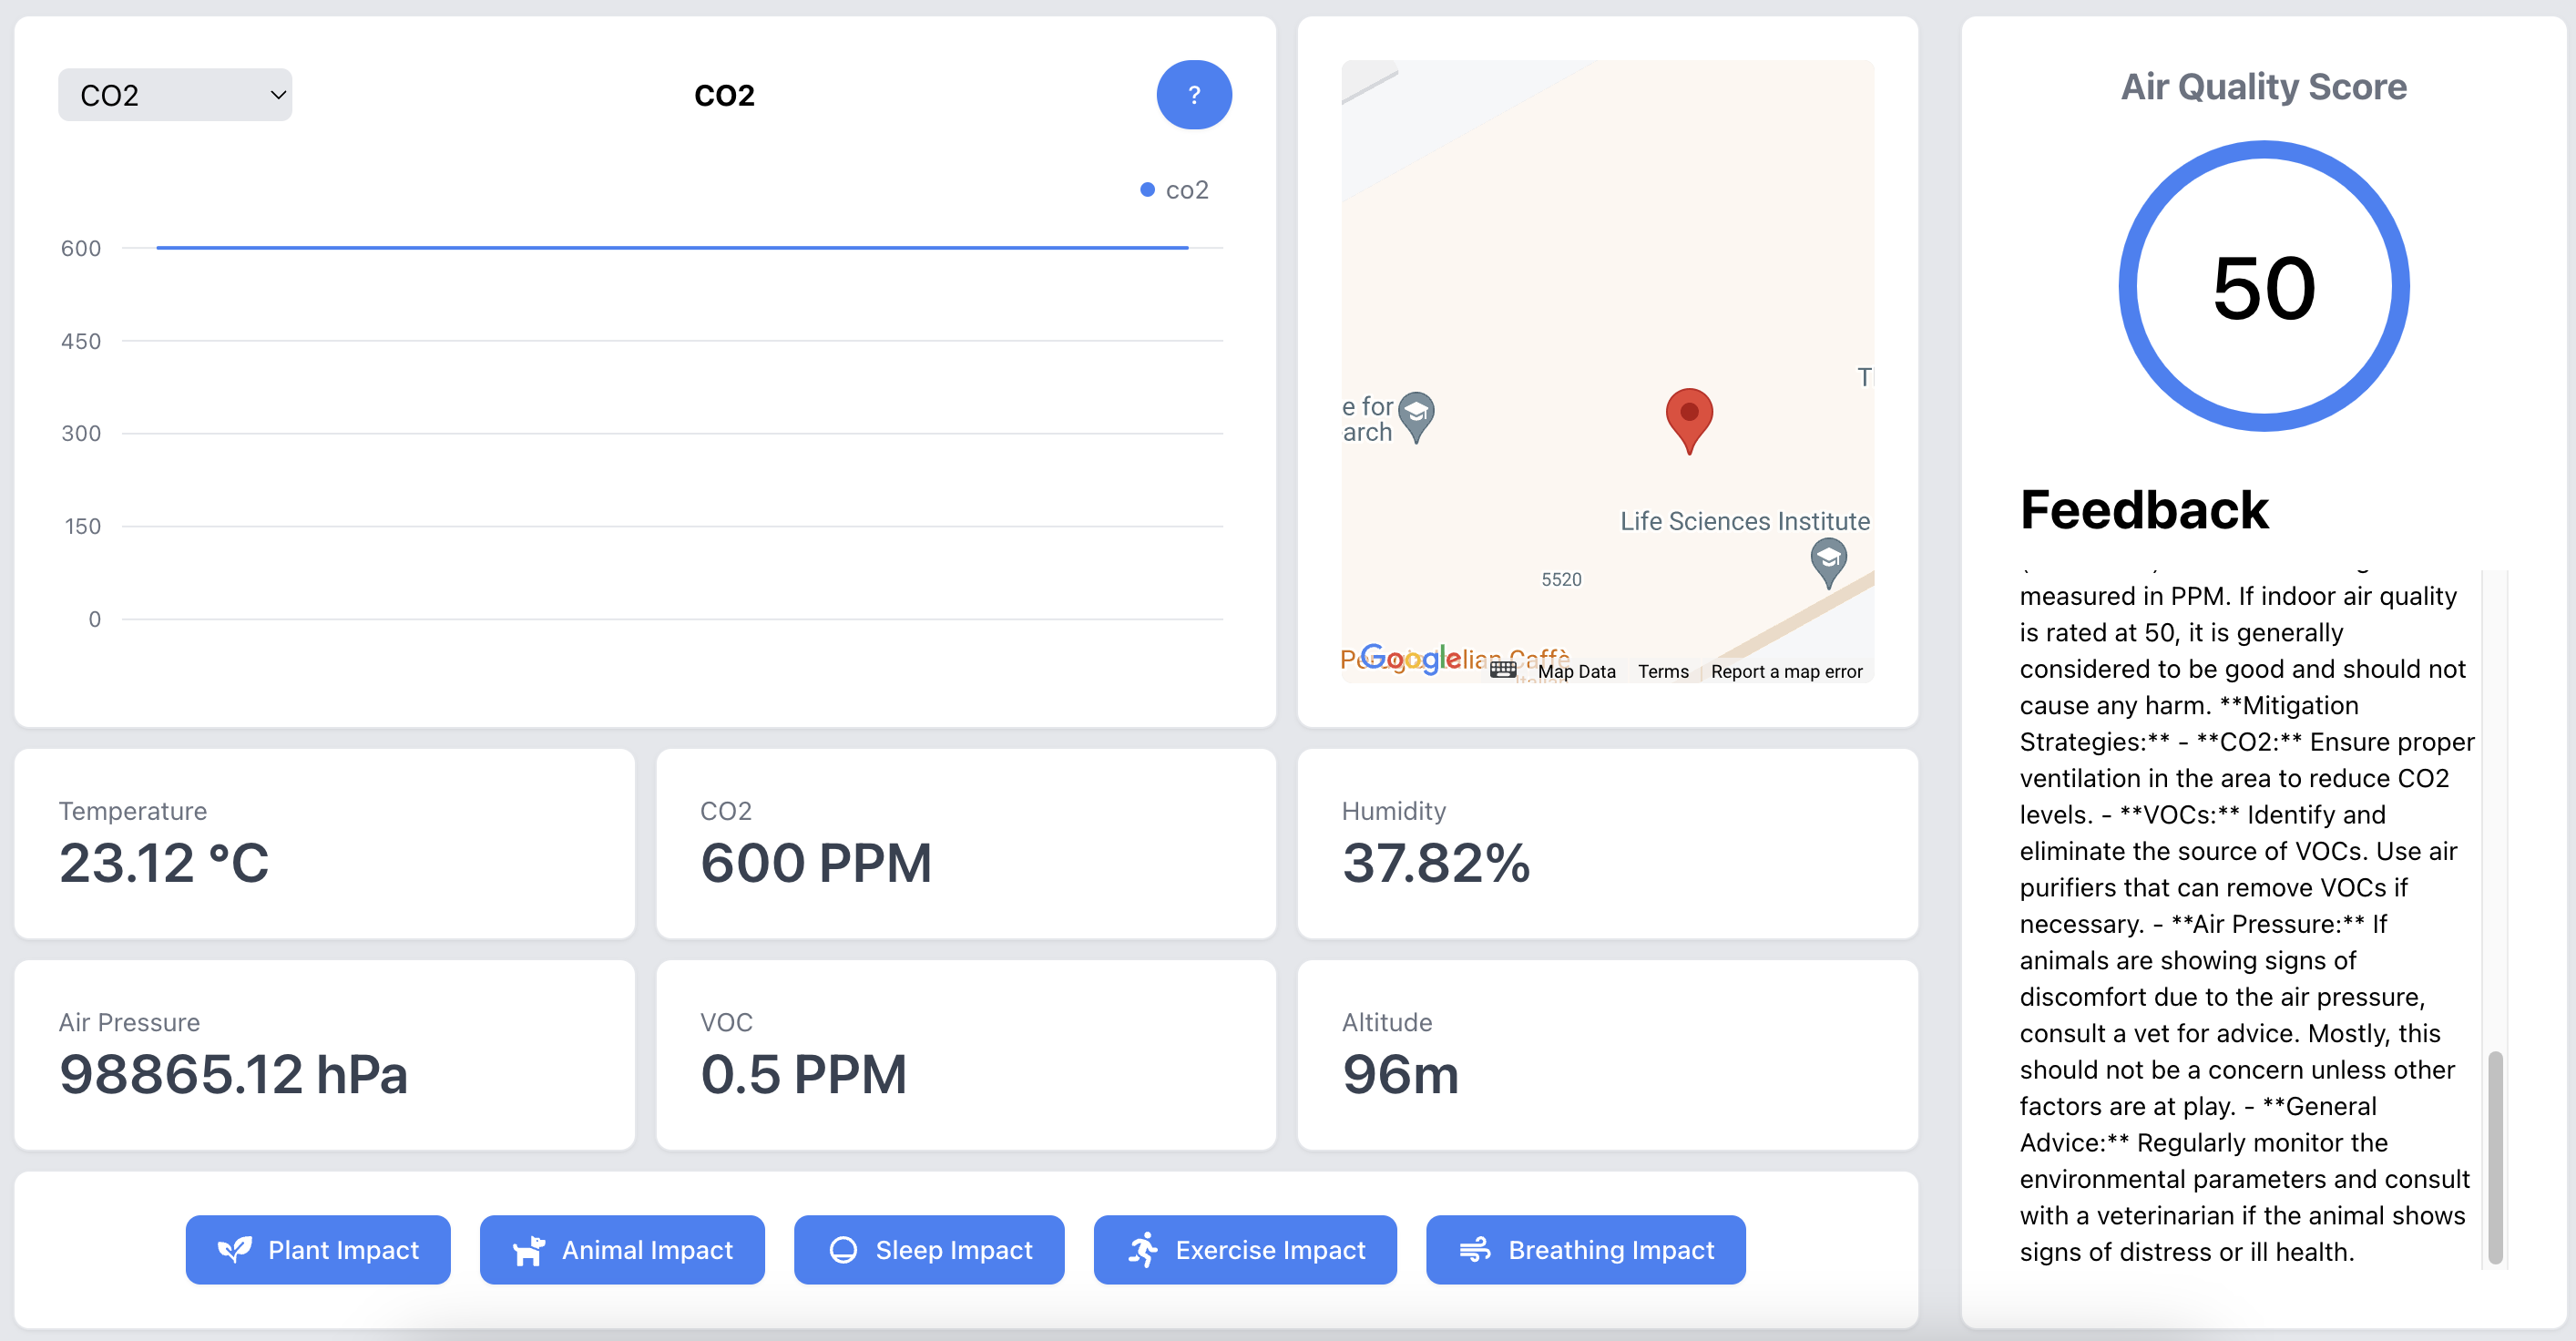 CO2
CO2
?
co2
600
450
300
150
0
e for
arch
Life Sciences Institute
5520
Google
Map Data
Terms
Report a map error
Air Quality Score
50
Feedback
measured in PPM. If indoor air quality
is rated at 50, it is generally
considered to be good and should not
cause any harm. **Mitigation
Strategies:** - **CO2:** Ensure proper
ventilation in the area to reduce CO2
levels. - **VOCs:** Identify and
eliminate the source of VOCs. Use air
purifiers that can remove VOCs if
necessary. - **Air Pressure:** If
animals are showing signs of
discomfort due to the air pressure,
consult a vet for advice. Mostly, this
should not be a concern unless other
factors are at play. - **General
Advice:** Regularly monitor the
environmental parameters and consult
with a veterinarian if the animal shows
signs of distress or ill health.
Temperature
23.12 °C
CO2
600 PPM
Humidity
37.82%
Air Pressure
98865.12 hPa
VOC
0.5 PPM
Altitude
96m
Plant Impact
Animal Impact
Sleep Impact
Exercise Impact
Breathing Impact